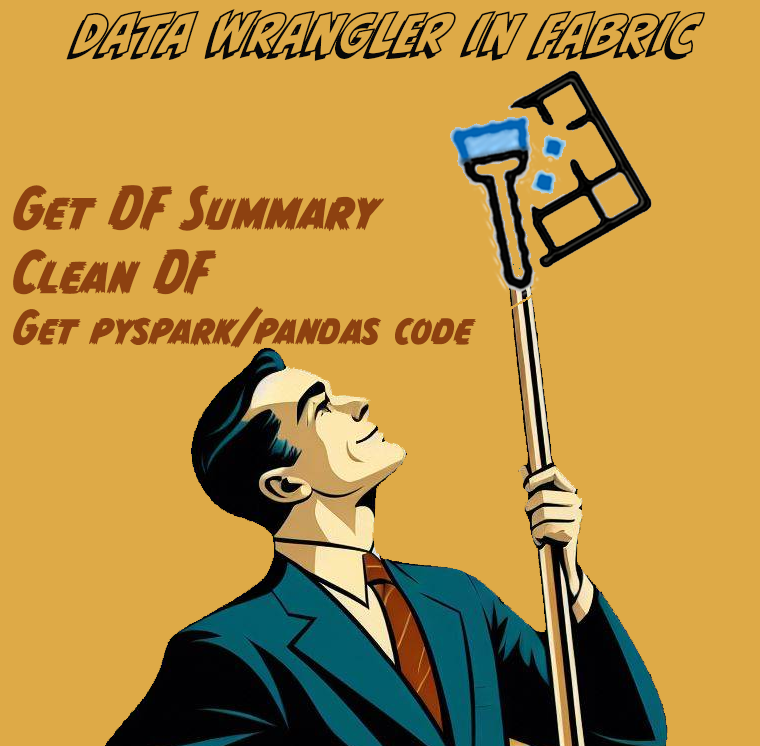 DATA WRANGLER IN FABRIC
GET DF SUMMARY
CLEAN DF
GET PYSPARK/PANDAS CODE